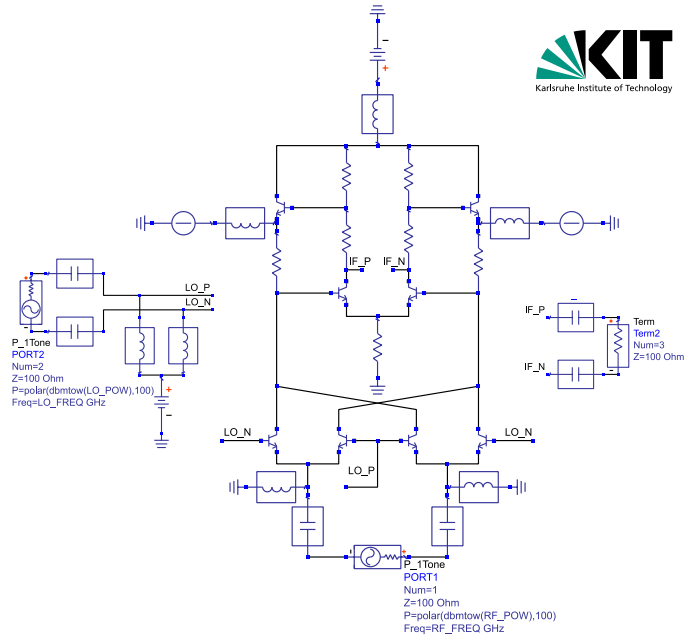 KIT
Karlsruhe Institute of Technology
IF_P
IF_N
LO_P
LO_N
P_1Tone
PORT2
Num=2
Z=100 Ohm
P=polar(dbmtow(LO_POW),100)
Freq=LO_FREQ GHz
IF_P
IF_N
Term
Term2
Num=3
Z=100 Ohm
LO_N
LO_N
LO_P
P_1Tone
PORT1
Num=1
Z=100 Ohm
P=polar(dbmtow(RF_POW),100)
Freq=RF_FREQ GHz